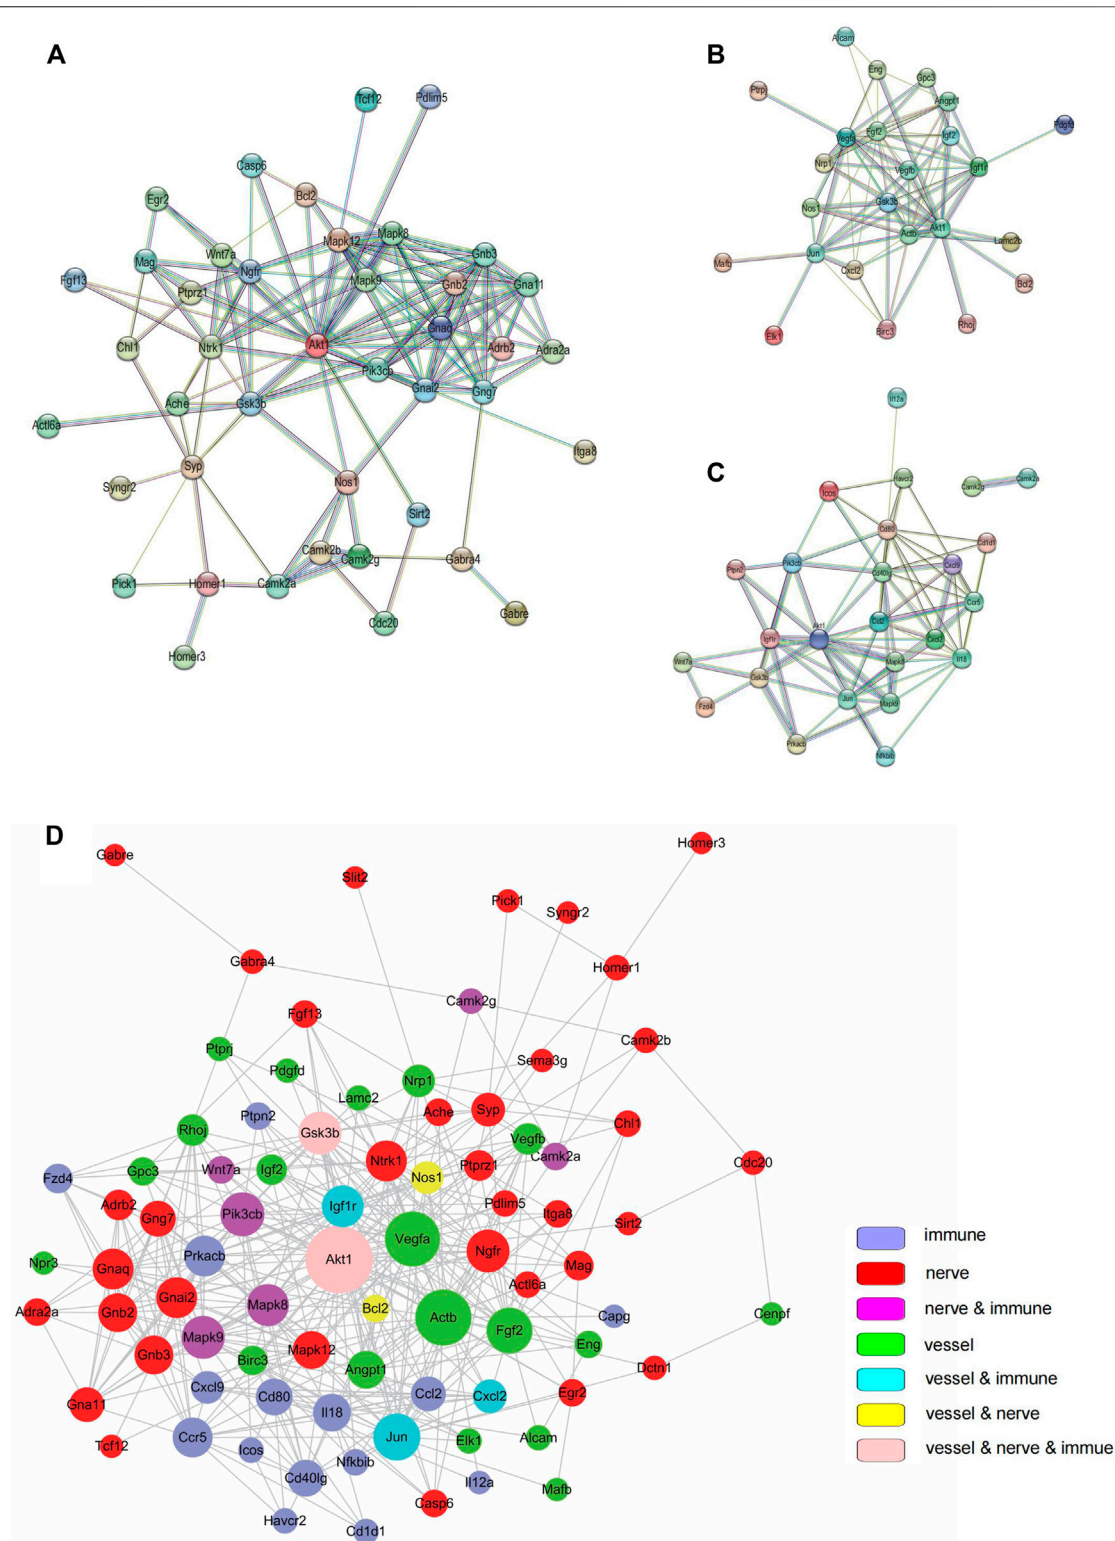 A
Tcf12
Pdlim5
Casp6
Bcl2
Egr2
Mapk12
Mapk8
Wnt7a
Gnb3
Mag
Ngfr
Fgf13
Ptprz1
Mapk9
Gnb2
Gna11
Gnaq
Chl1
Ntrk1
Akt1
Adrb2
Adra2a
Pik3cb
Gnai2
Gng7
Ache
Gsk3b
Actl6a
Itga8
Syp
Syngr2
Nos1
Sirt2
Camk2b
Camk2g
Gabra4
Pick1
Homer1
Camk2a
Gabre
Cdc20
Homer3
B
Alcam
Eng
Gpc3
Ptprj
Angpt1
Vegfa
Fgf2
Igf2
Pdgfd
Nrp1
Vegfb
Igf1r
Nos1
Gsk3b
Actb
Akt1
Lamc2b
Jun
Mafb
Cxcl2
Bcl2
Elk1
Birc3
Rhoj
Il12a
C
Havcr2
Camk2g
Camk2a
Icos
Cd80
Cd1d1
Ptpn2
Pik3cb
Cd40lg
Cxcl9
Ccr5
Akt1
Ccl2
Igf1r
Cxcl2
Wnt7a
Mapk8
Il18
Gsk3b
Jun
Mapk9
Fzd4
Prkacb
Nfkbib
D
Gabre
Homer3
Slit2
Pick1
Syngr2
Gabra4
Homer1
Camk2g
Fgf13
Camk2b
Ptprj
Sema3g
Pdgfd
Nrp1
Lamc2
Ache
Syp
Ptpn2
Chl1
Rhoj
Gsk3b
Vegfb
Camk2a
Cdc20
Fzd4
Gpc3
Wnt7a
Igf2
Ntrk1
Nos1
Ptprz1
Adrb2
Gng7
Pik3cb
Igf1r
Pdlim5
Itga8
Sirt2
immune
Vegfa
Npr3
Gnaq
Prkacb
Akt1
Ngfr
Mag
nerve
Adra2a
Gnb2
Gnai2
Mapk8
Bcl2
Actl6a
nerve & immune
Actb
Capg
Cenpf
Mapk9
Fgf2
Eng
vessel
Gnb3
Birc3
Mapk12
Angpt1
Dctn1
vessel & immune
Gna11
Cxcl9
Cd80
Ccl2
Cxcl2
Egr2
vessel & nerve
Il18
Tcf12
Ccr5
Icos
Jun
Elk1
Alcam
vessel & nerve & immue
Nfkbib
Cd40lg
Il12a
Mafb
Casp6
Havcr2
Cd1d1